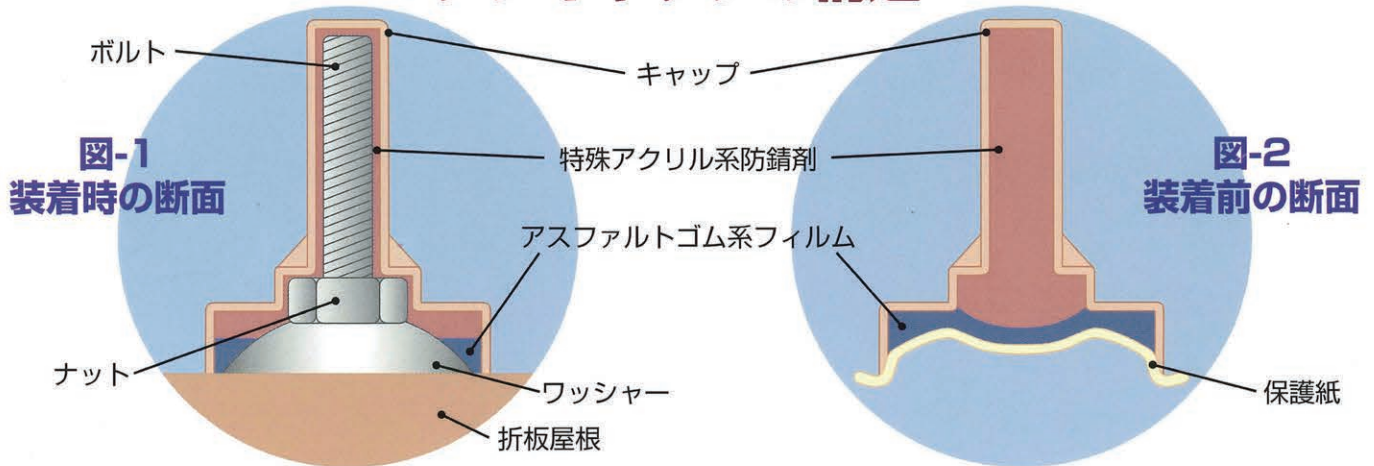 ボルト
キャップ
図-1
装着時の断面
特殊アクリル系防錆剤
図-2
装着前の断面
アスファルトゴム系フィルム
ナット
ワッシャー
保護紙
折板屋根